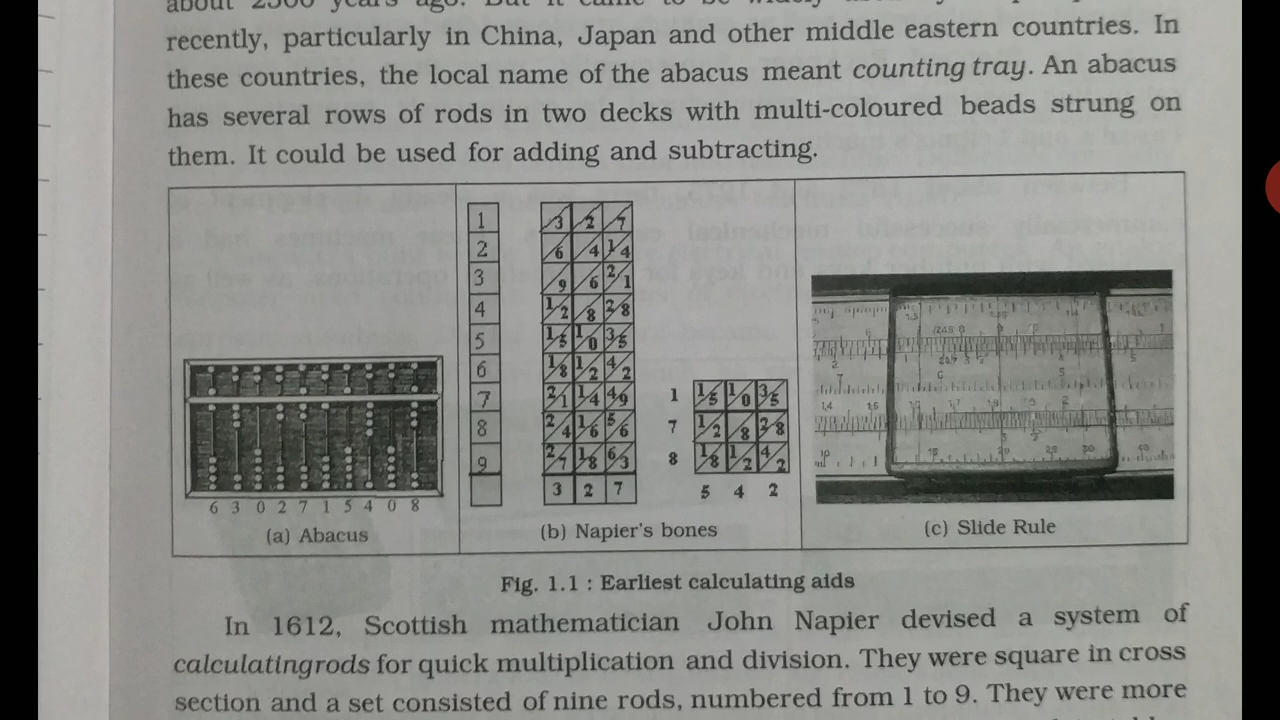 about 2500 years ago. But it came to be widely
recently, particularly in China, Japan and other middle eastern countries. In
these countries, the local name of the abacus meant counting tray. An abacus
has several rows of rods in two decks with multi-coloured beads strung on
them. It could be used for adding and subtracting.
6 3 0 2 7 1 5 4 0 8
(a) Abacus
1 3 2 7
2 6 4 1/4
3 9 6 2/1
4 1/2 8 2/8
5 1/5 1/0 3/5
6 1/8 1/2 4/2
7 2/1 1/4 4/9
8 2/4 1/6 5/6
9 2/7 1/8 6/3
3 2 7
1 1/5 1/0 3/5
7 1/2 8 2/8
8 1/8 1/2 4/2
5 4 2
(b) Napier's bones
(c) Slide Rule
Fig. 1.1 : Earliest calculating aids
In 1612, Scottish mathematician John Napier devised a system of
calculatingrods for quick multiplication and division. They were square in cross
section and a set consisted of nine rods, numbered from 1 to 9. They were more